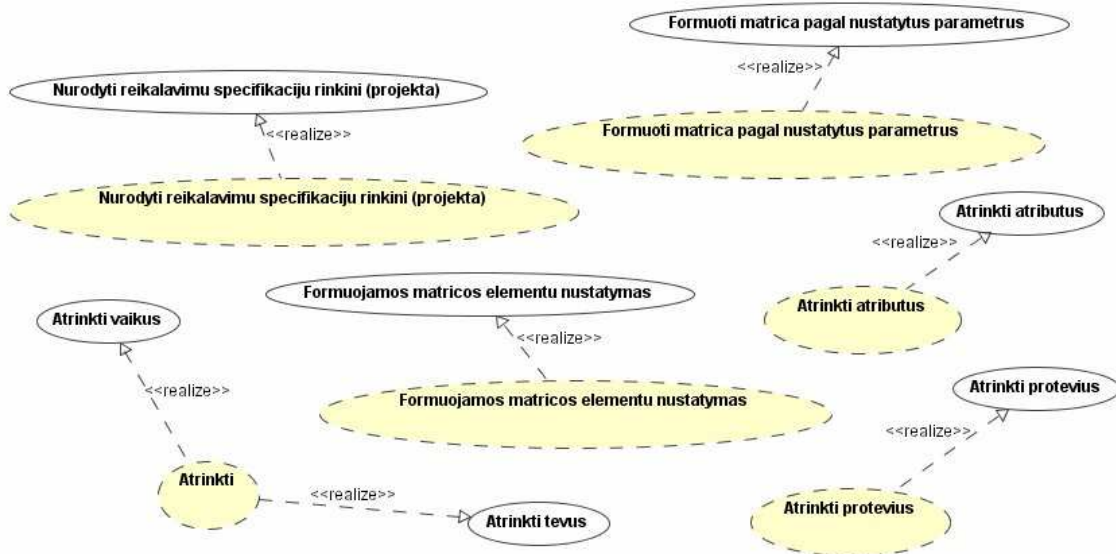 Formuoti matrica pagal nustatytus parametrus
<<realize>>
Nurodyti reikalavimu specifikaciju rinkini (projekta)
<<realize>>
Formuoti matrica pagal nustatytus parametrus
Nurodyti reikalavimu specifikaciju rinkini (projekta)
Atrinkti atributus
<<realize>>
Formuojamos matricos elementu nustatymas
Atrinkti atributus
Atrinkti vaikus
<<realize>>
<<realize>>
Formuojamos matricos elementu nustatymas
Atrinkti protevius
<<realize>>
Atrinkti
<<realize>>
Atrinkti tevus
Atrinkti protevius